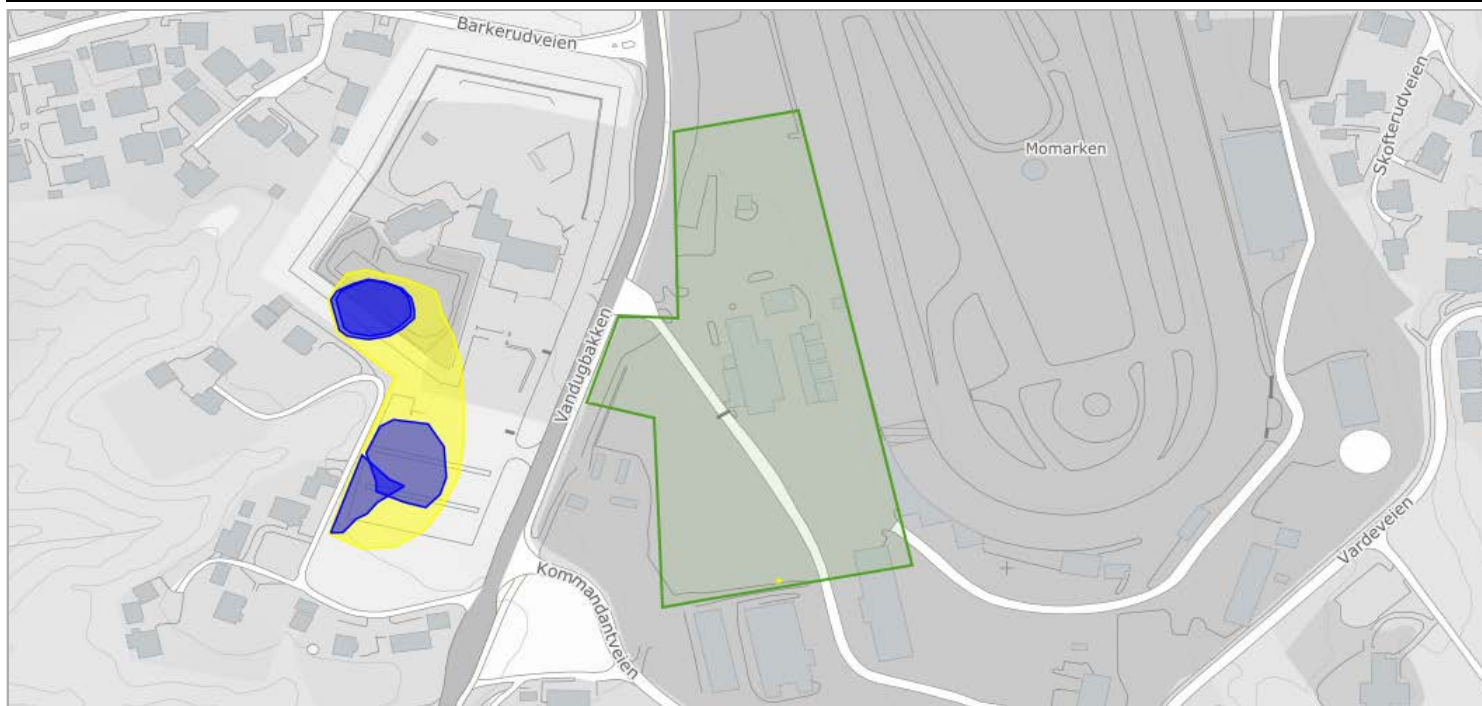 Barkerudveien
Momarken
Skofterudveien
Vandugbakken
Vardeveien
Kommandantveien